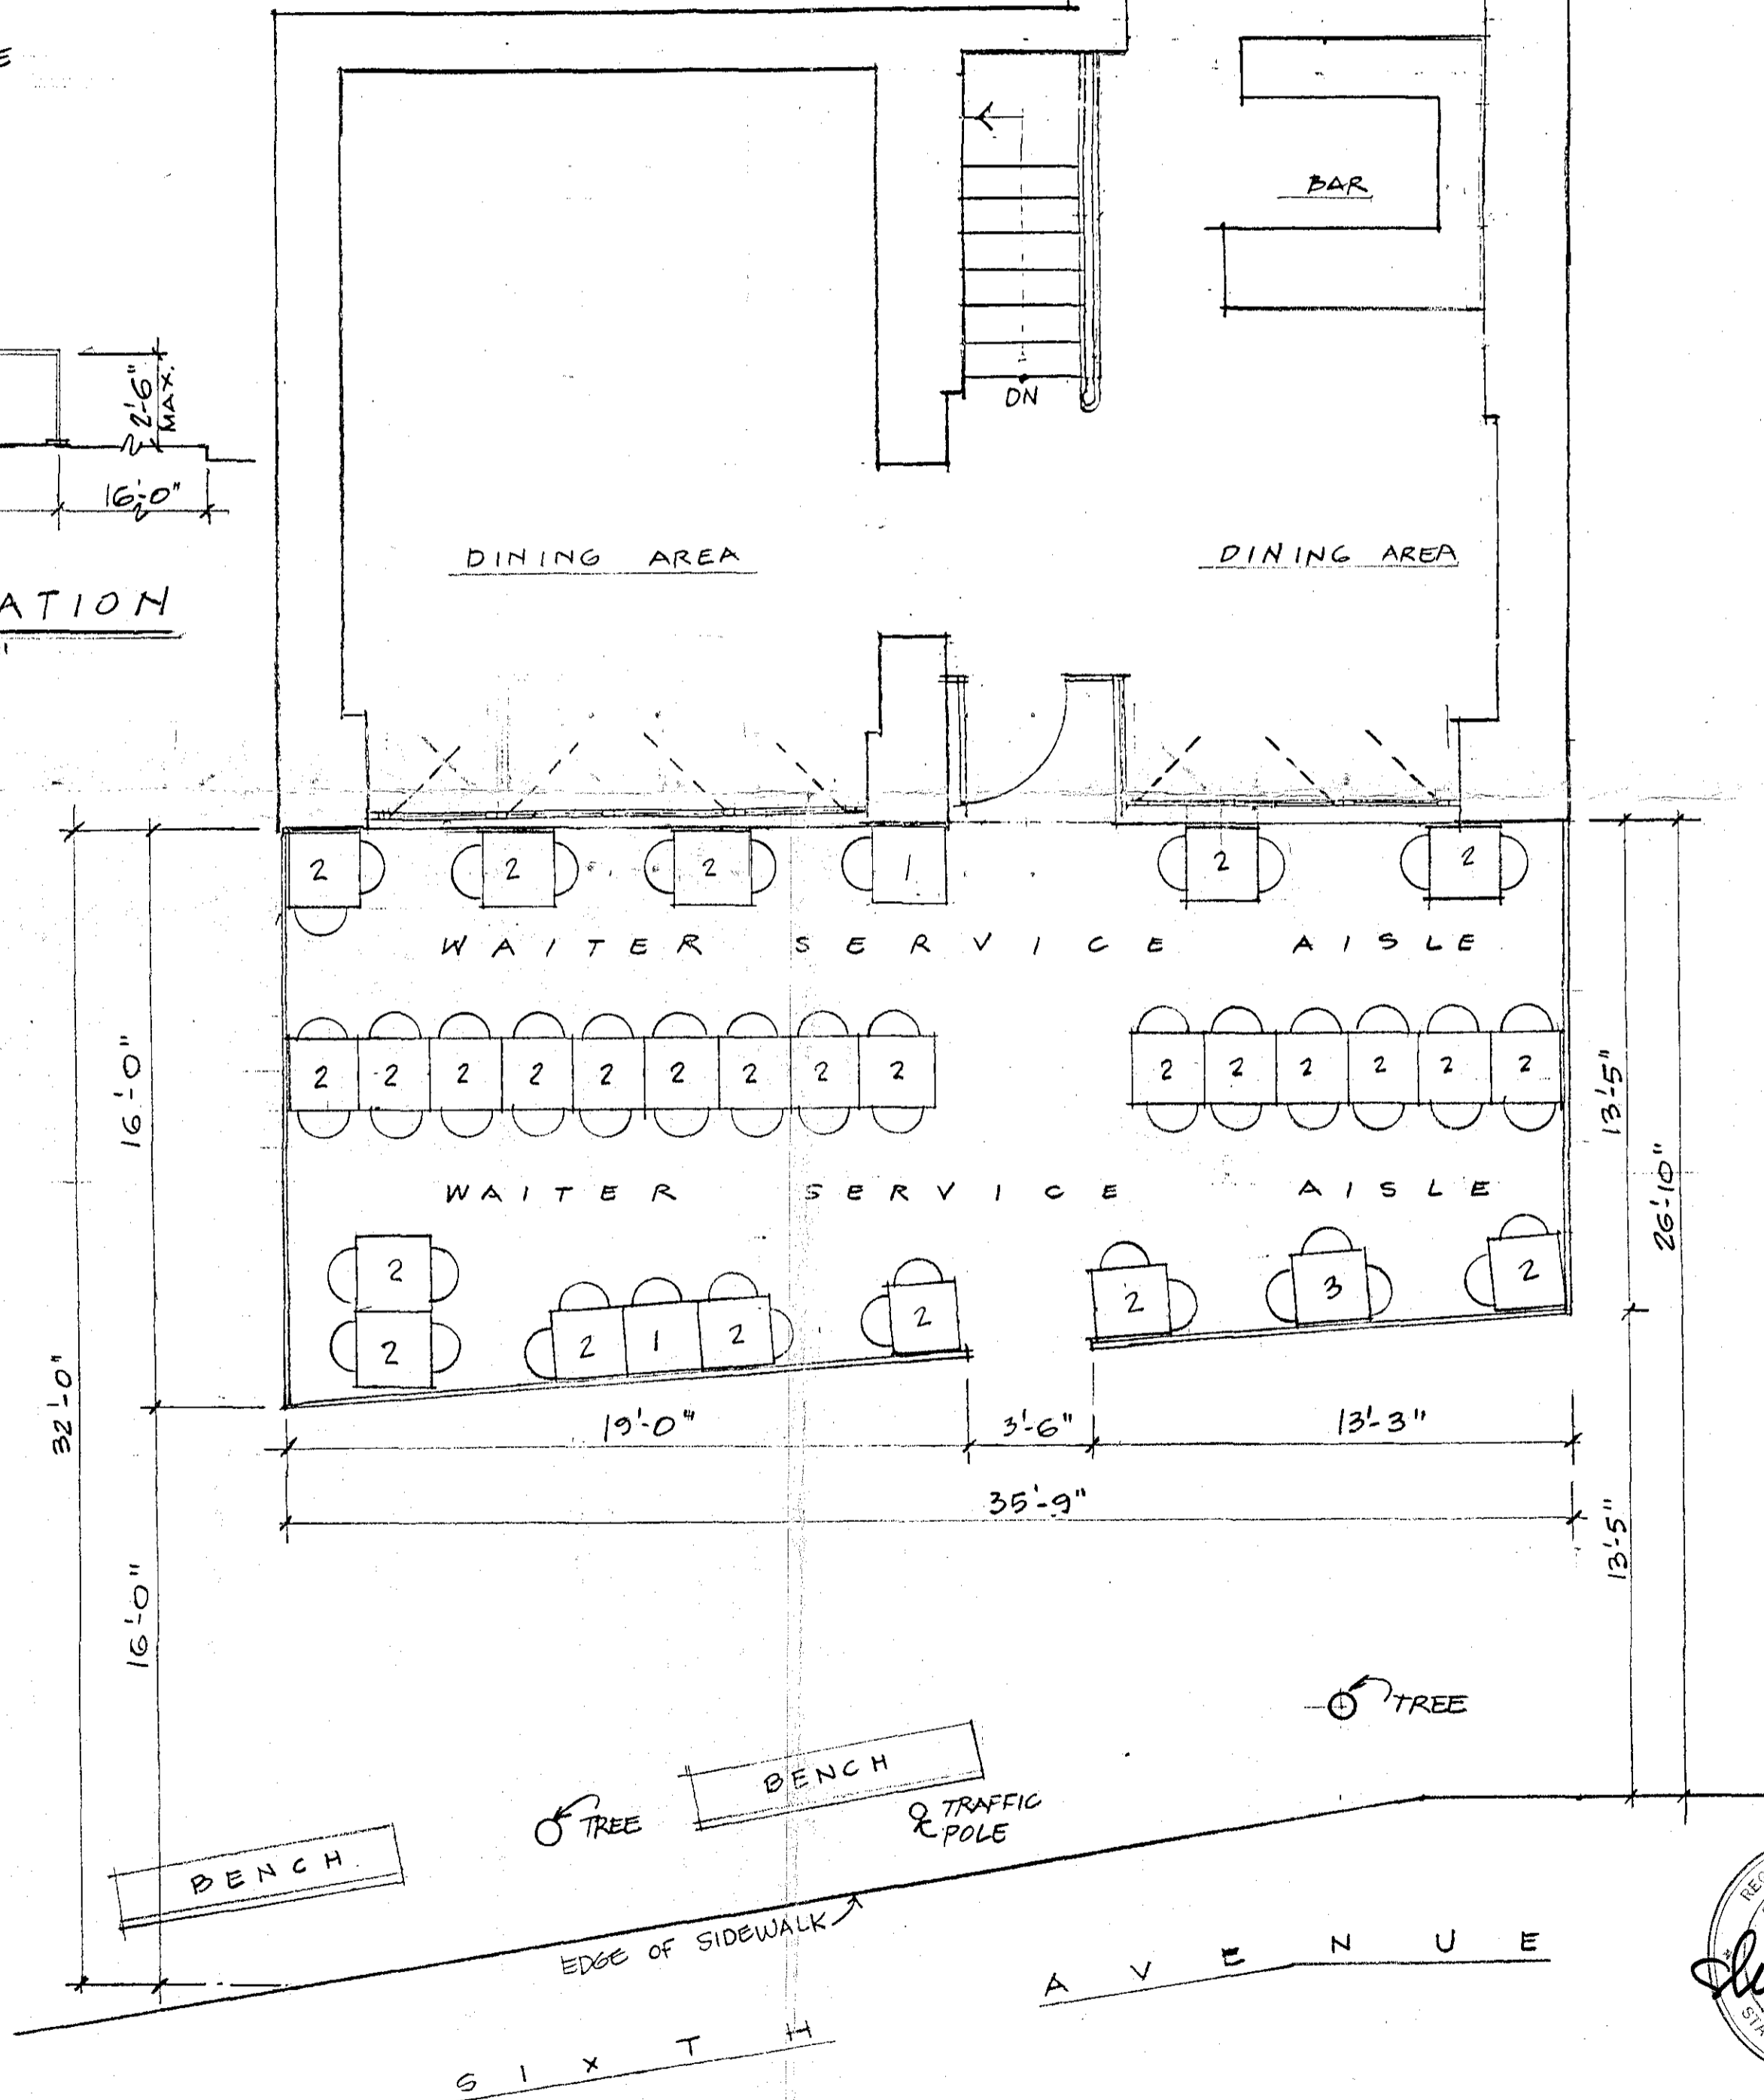 E
BAR
2'-6"
MAX.
DN
16'-0"
DINING AREA DINING AREA
ATION
2 2 2 1 2 2
WAITER SERVICE AISLE
2 2 2 2 2 2 2 2 2 2 2 2 2 2 2
16'-0"
13'-5"
WAITER SERVICE AISLE
26'-10"
2 2 3 2
2 2 1 2 2
32'-0"
19'-0" 3'-6" 13'-3"
35'-9"
13'-5"
16'-0"
TREE
BENCH
TREE
TRAFFIC
POLE
BENCH
EDGE OF SIDEWALK
SIXTH AVENUE